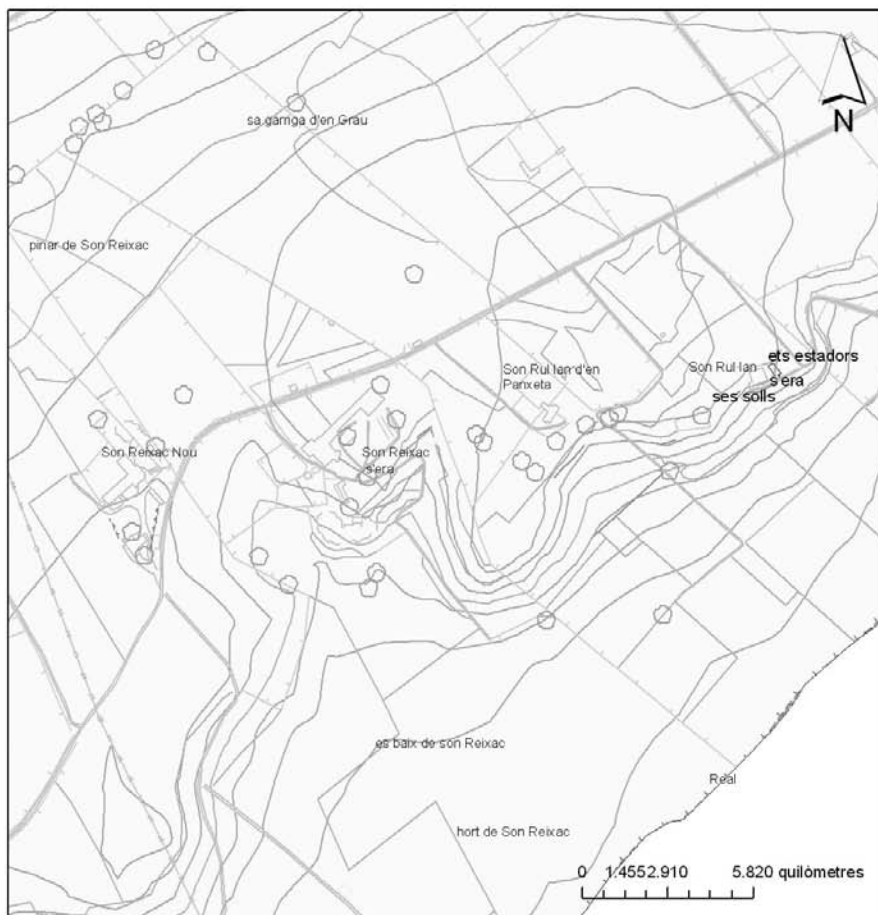 N
sa garriga d'en Grau
pinar de Son Reixac
Son Rul·lan d'en
Panxeta
Son Rul·lan
ets estadors
s'era
ses solls
Son Reixac Nou
Son Reixac
s'era
es baix de son Reixac
Real
hort de Son Reixac
0 1.4552.910 5.820 quilòmetres